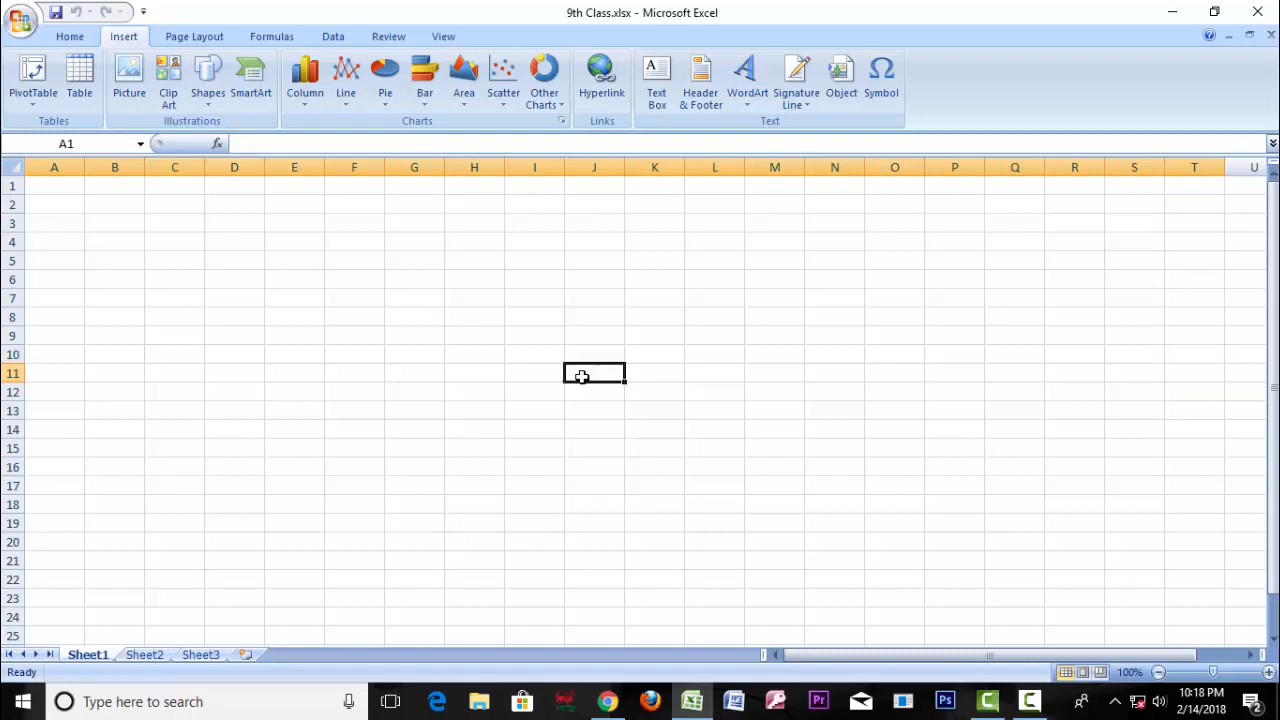 9th Class.xlsx - Microsoft Excel
Home Insert Page Layout Formulas Data Review View
PivotTable Table Picture Clip Art Shapes SmartArt Column Line Pie Bar Area Scatter Other Charts Hyperlink Text Box Header & Footer WordArt Signature Line Object Symbol
Tables Illustrations Charts Links Text
A1 fx
A B C D E F G H I J K L M N O P Q R S T U
1
2
3
4
5
6
7
8
9
10
11
12
13
14
15
16
17
18
19
20
21
22
23
24
25
Sheet1 Sheet2 Sheet3
Ready 100%
Type here to search
10:18 PM
2/14/2018
2